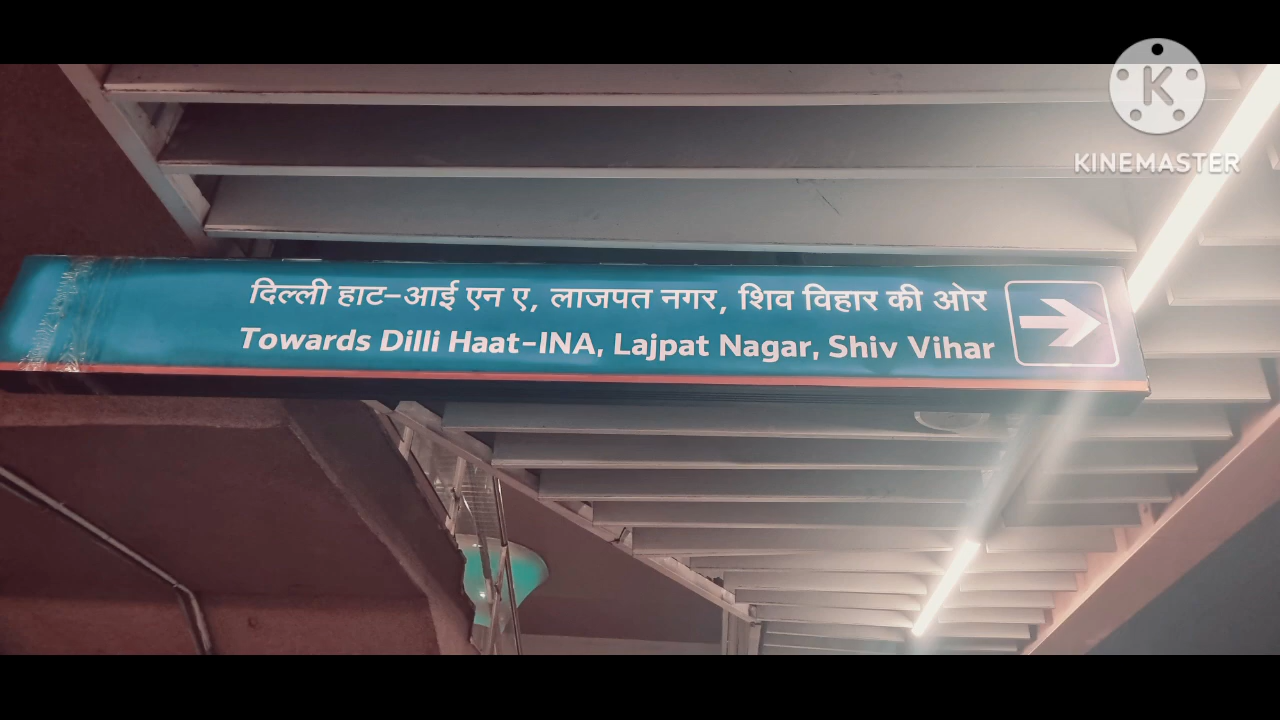 K
KINEMASTER
दिल्ली हाट–आई एन ए, लाजपत नगर, शिव विहार की ओर
Towards Dilli Haat–INA, Lajpat Nagar, Shiv Vihar